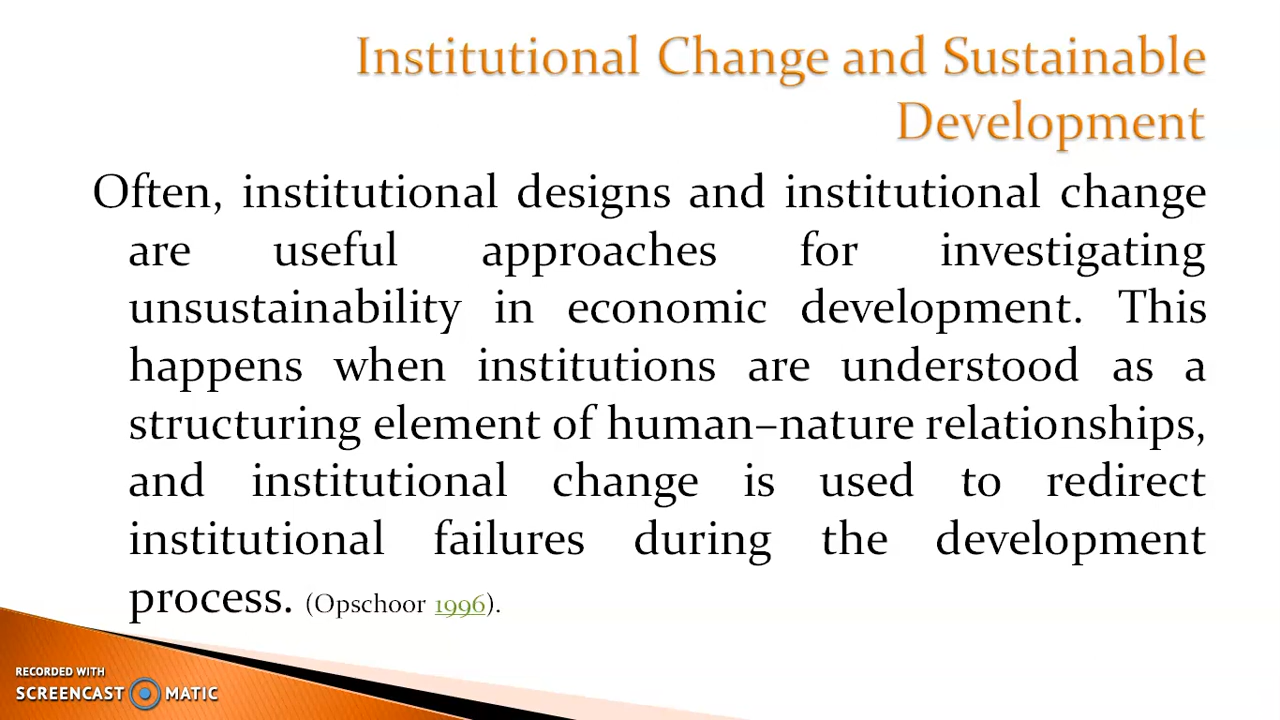 Institutional Change and Sustainable
Development
Often, institutional designs and institutional change
are useful approaches for investigating
unsustainability in economic development. This
happens when institutions are understood as a
structuring element of human–nature relationships,
and institutional change is used to redirect
institutional failures during the development
process. (Opschoor 1996).
RECORDED WITH
SCREENCAST MATIC